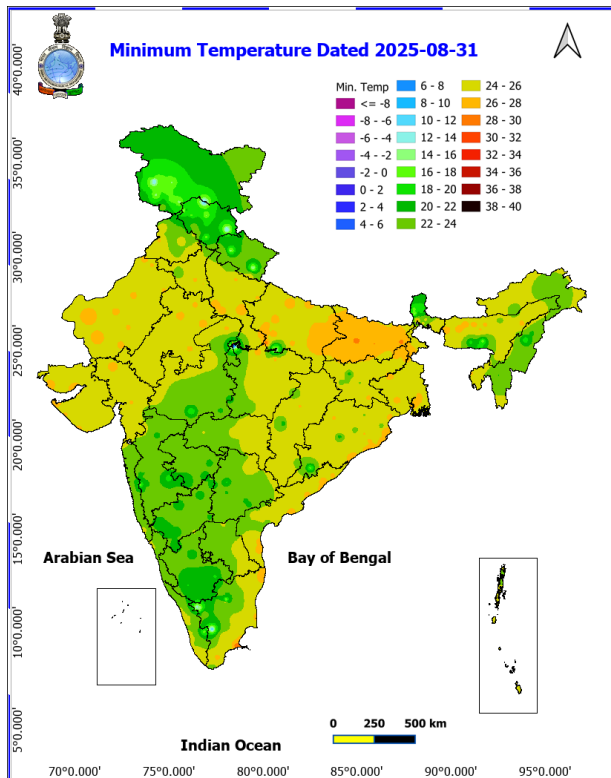 Minimum Temperature Dated 2025-08-31
Min. Temp
<= -8
-8 - -6
-6 - -4
-4 - -2
-2 - 0
0 - 2
2 - 4
4 - 6
6 - 8
8 - 10
10 - 12
12 - 14
14 - 16
16 - 18
18 - 20
20 - 22
22 - 24
24 - 26
26 - 28
28 - 30
30 - 32
32 - 34
34 - 36
36 - 38
38 - 40
40°0.000'
35°0.000'
30°0.000'
25°0.000'
20°0.000'
15°0.000'
10°0.000'
5°0.000'
Arabian Sea
Bay of Bengal
Indian Ocean
0 250 500 km
70°0.000' 75°0.000' 80°0.000' 85°0.000' 90°0.000' 95°0.000'